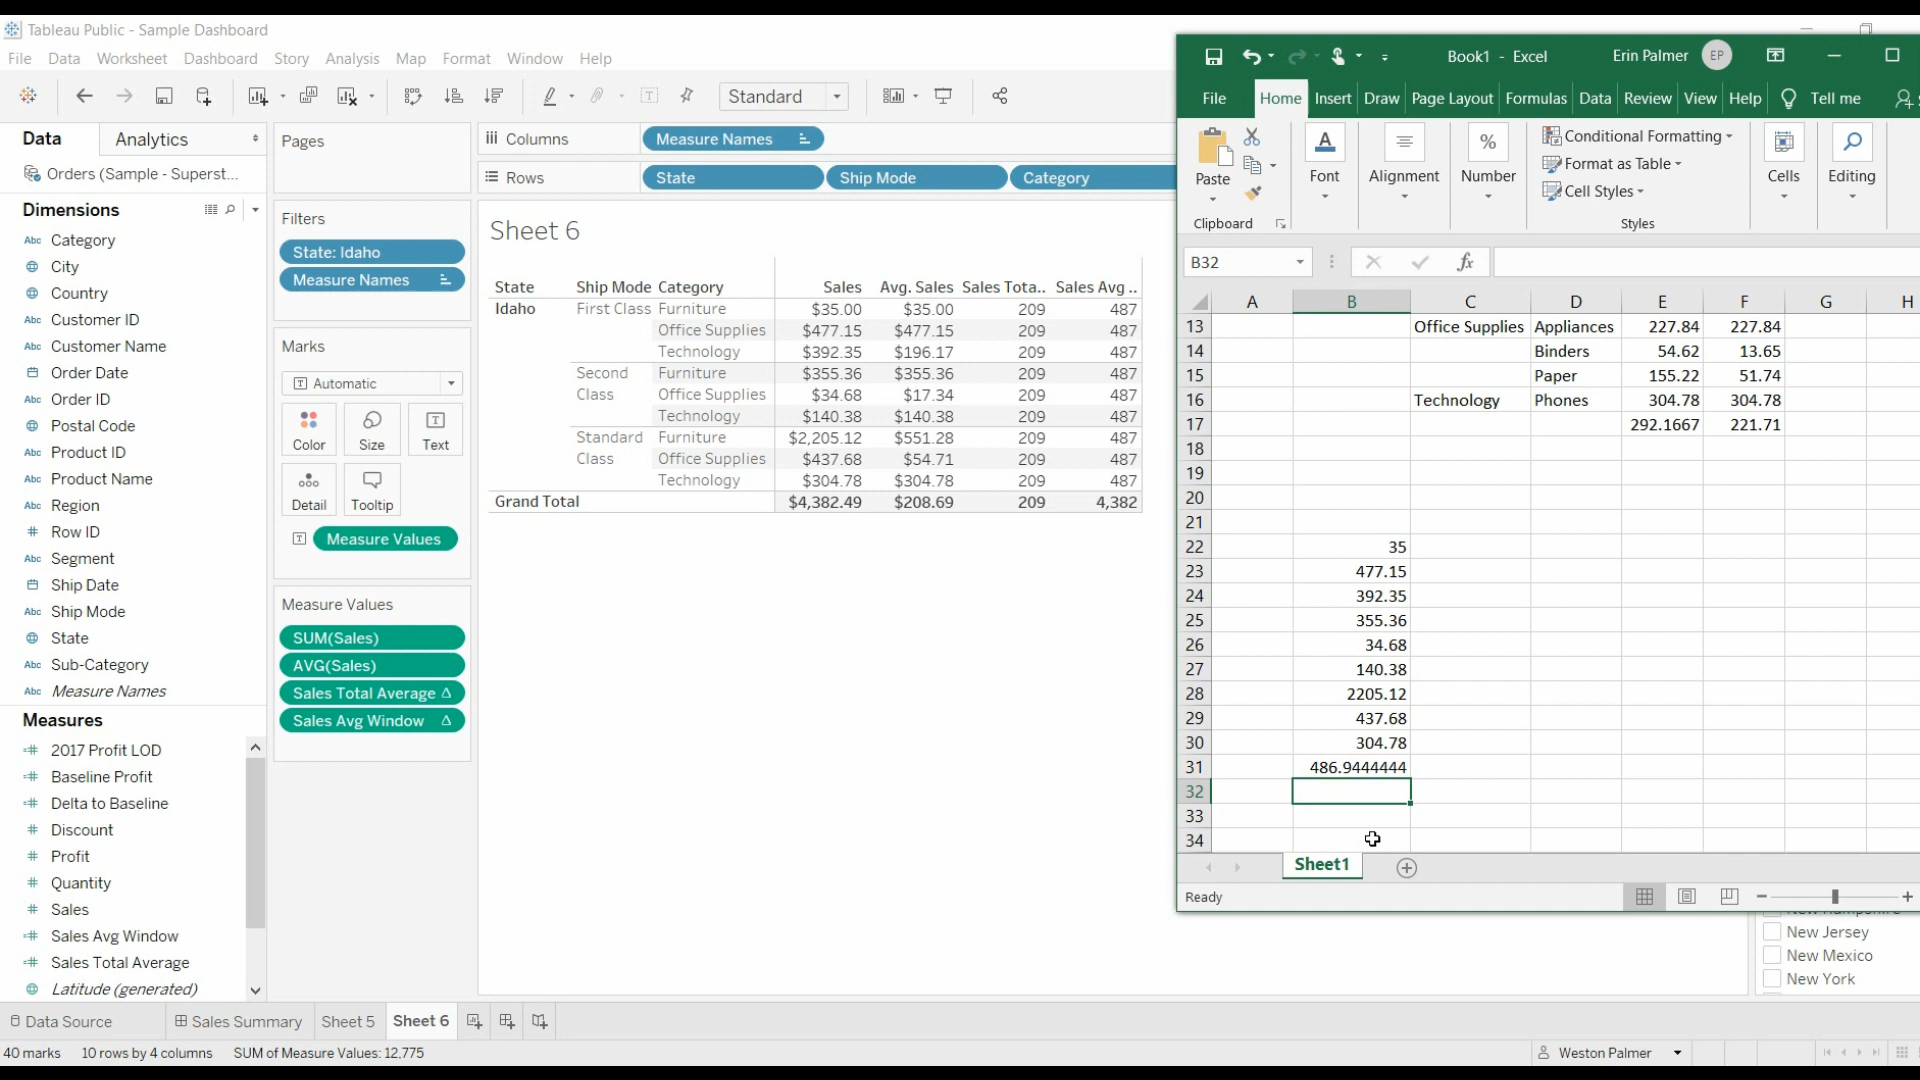 Tableau Public - Sample Dashboard
File Data Worksheet Dashboard Story Analysis Map Format Window Help
Standard
Data Analytics
Orders (Sample - Superst...
Dimensions
Abc Category
City
Country
Abc Customer ID
Abc Customer Name
Order Date
Abc Order ID
Postal Code
Abc Product ID
Abc Product Name
Abc Region
# Row ID
Abc Segment
Ship Date
Abc Ship Mode
State
Abc Sub-Category
Abc Measure Names
Measures
=# 2017 Profit LOD
=# Baseline Profit
=# Delta to Baseline
# Discount
# Profit
# Quantity
# Sales
=# Sales Avg Window
=# Sales Total Average
Latitude (generated)
Pages
Filters
State: Idaho
Measure Names
Marks
Automatic
Color Size Text
Detail Tooltip
Measure Values
Measure Values
SUM(Sales)
AVG(Sales)
Sales Total Average Δ
Sales Avg Window Δ
Columns Measure Names
Rows State Ship Mode Category
Sheet 6
State Ship Mode Category Sales Avg. Sales Sales Tota.. Sales Avg ..
Idaho First Class Furniture $35.00 $35.00 209 487
Office Supplies $477.15 $477.15 209 487
Technology $392.35 $196.17 209 487
Second Class Furniture $355.36 $355.36 209 487
Office Supplies $34.68 $17.34 209 487
Technology $140.38 $140.38 209 487
Standard Class Furniture $2,205.12 $551.28 209 487
Office Supplies $437.68 $54.71 209 487
Technology $304.78 $304.78 209 487
Grand Total $4,382.49 $208.69 209 4,382
Book1 - Excel Erin Palmer EP
File Home Insert Draw Page Layout Formulas Data Review View Help Tell me
Paste
Clipboard
Font
Alignment
%
Number
Conditional Formatting
Format as Table
Cell Styles
Styles
Cells
Editing
B32 fx
A B C D E F G H
13 Office Supplies Appliances 227.84 227.84
14 Binders 54.62 13.65
15 Paper 155.22 51.74
16 Technology Phones 304.78 304.78
17 292.1667 221.71
18
19
20
21
22 35
23 477.15
24 392.35
25 355.36
26 34.68
27 140.38
28 2205.12
29 437.68
30 304.78
31 486.9444444
32
33
34
Sheet1
Ready
New Hampshire
New Jersey
New Mexico
New York
Data Source Sales Summary Sheet 5 Sheet 6
40 marks 10 rows by 4 columns SUM of Measure Values: 12,775
Weston Palmer